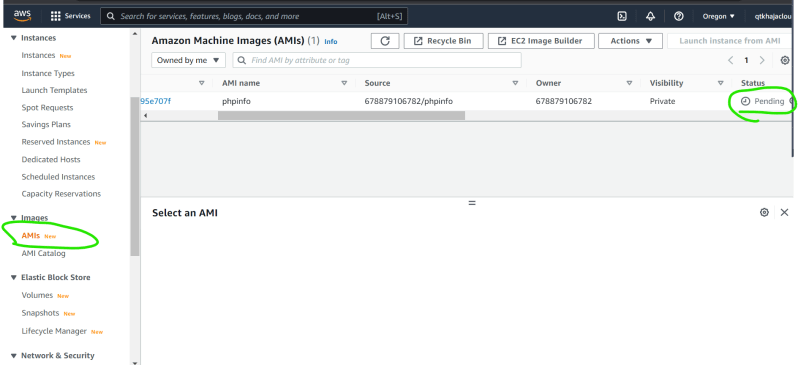 aws
Services
Search for services, features, blogs, docs, and more
[Alt+S]
Oregon
qtkhajaclou
Instances
Instances New
Instance Types
Launch Templates
Spot Requests
Savings Plans
Reserved Instances New
Dedicated Hosts
Scheduled Instances
Capacity Reservations
Images
AMIs New
AMI Catalog
Elastic Block Store
Volumes New
Snapshots New
Lifecycle Manager New
Network & Security
Amazon Machine Images (AMIs) (1) Info
Recycle Bin
EC2 Image Builder
Actions
Launch instance from AMI
Owned by me
Find AMI by attribute or tag
1
AMI name Source Owner Visibility Status
95e707f phpinfo 678879106782/phpinfo 678879106782 Private Pending
Select an AMI